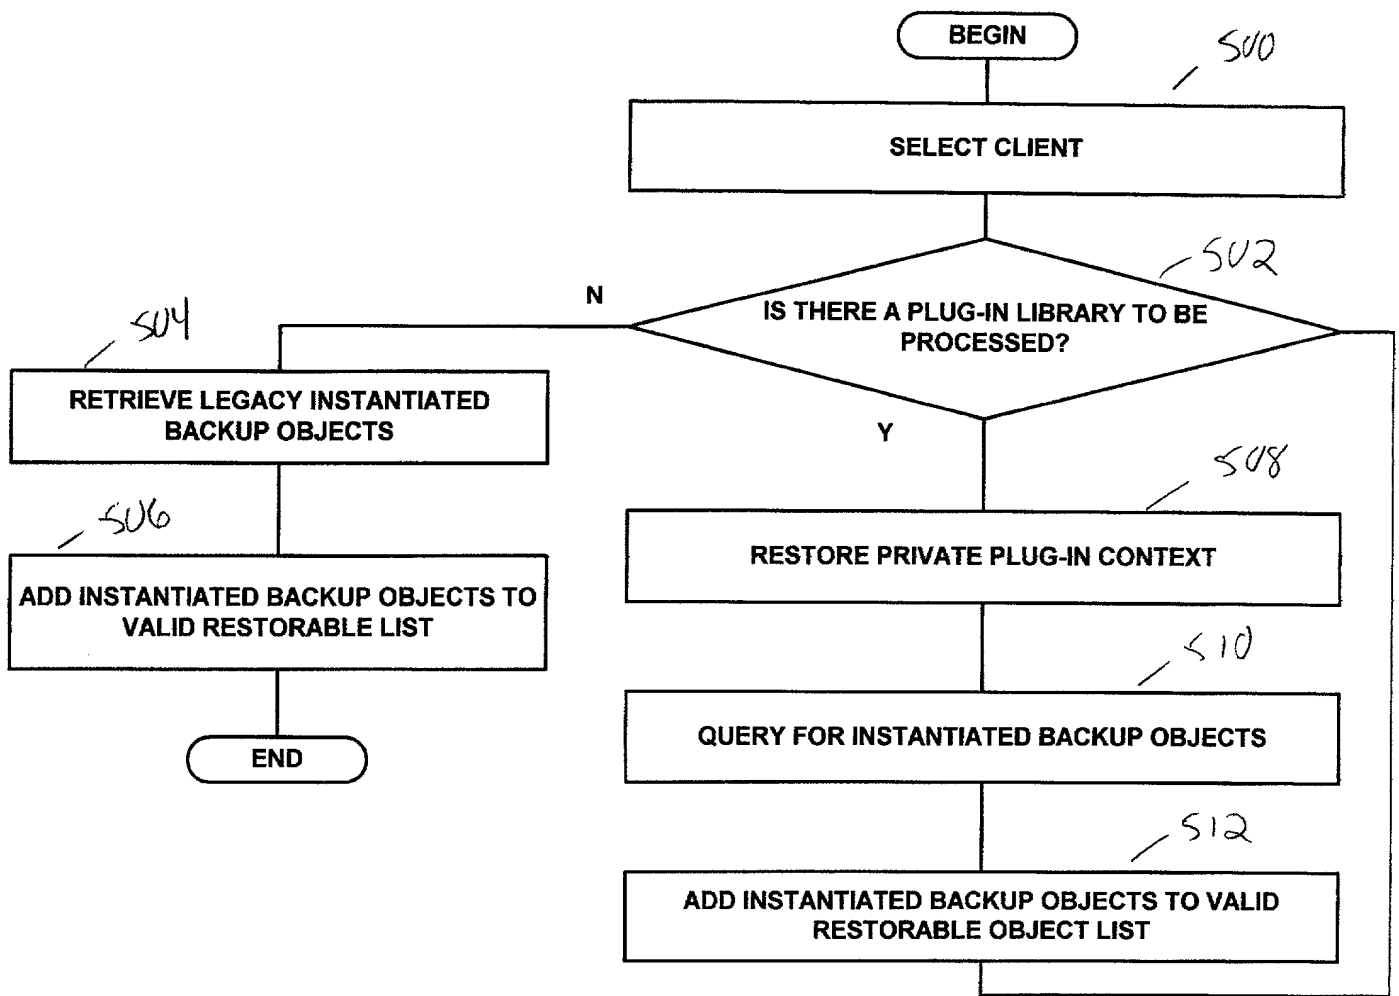 BEGIN
500
SELECT CLIENT
502
IS THERE A PLUG-IN LIBRARY TO BE
PROCESSED?
N
Y
504
RETRIEVE LEGACY INSTANTIATED
BACKUP OBJECTS
506
ADD INSTANTIATED BACKUP OBJECTS TO
VALID RESTORABLE LIST
END
508
RESTORE PRIVATE PLUG-IN CONTEXT
510
QUERY FOR INSTANTIATED BACKUP OBJECTS
512
ADD INSTANTIATED BACKUP OBJECTS TO VALID
RESTORABLE OBJECT LIST